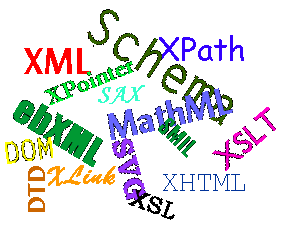 Schema
XPath
XML
XPointer
SAX
ebXML
MathML
SMIL
XSLT
DOM
SVG
DTD
XLink
XSL
XHTML